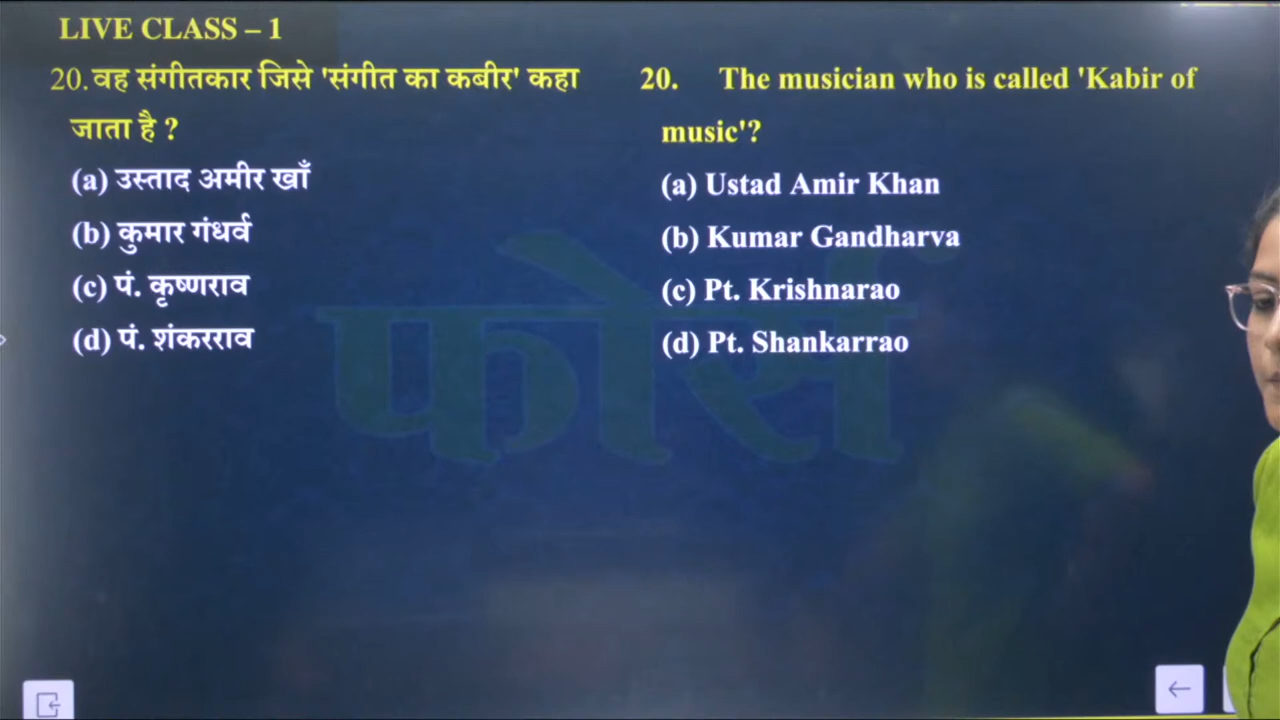 LIVE CLASS – 1
20. वह संगीतकार जिसे 'संगीत का कबीर' कहा
जाता है ?
(a) उस्ताद अमीर खाँ
(b) कुमार गंधर्व
(c) पं. कृष्णराव
(d) पं. शंकरराव
20. The musician who is called 'Kabir of
music'?
(a) Ustad Amir Khan
(b) Kumar Gandharva
(c) Pt. Krishnarao
(d) Pt. Shankarrao
फोर्स